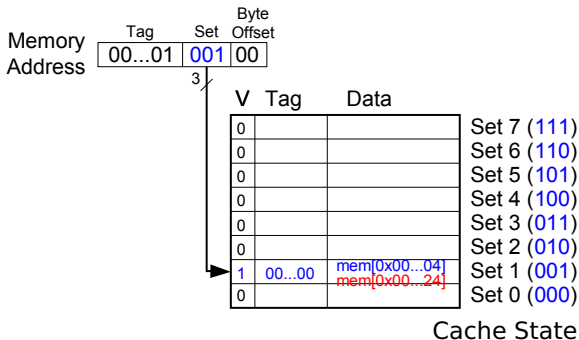 Memory Address
Tag Set Byte Offset
00...01 001 00
3
V Tag Data
0 Set 7 (111)
0 Set 6 (110)
0 Set 5 (101)
0 Set 4 (100)
0 Set 3 (011)
0 Set 2 (010)
1 00...00 mem[0x00...04] mem[0x00...24] Set 1 (001)
0 Set 0 (000)
Cache State